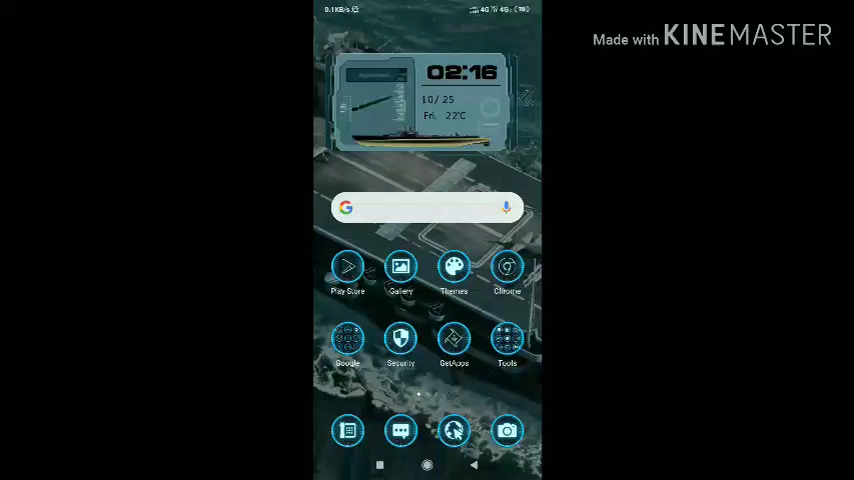 0.1KB/s
4G 4G
Made with KINEMASTER
02:16
10/25
Fri. 22℃
Play Store Gallery Themes Chrome
Google Security GetApps Tools